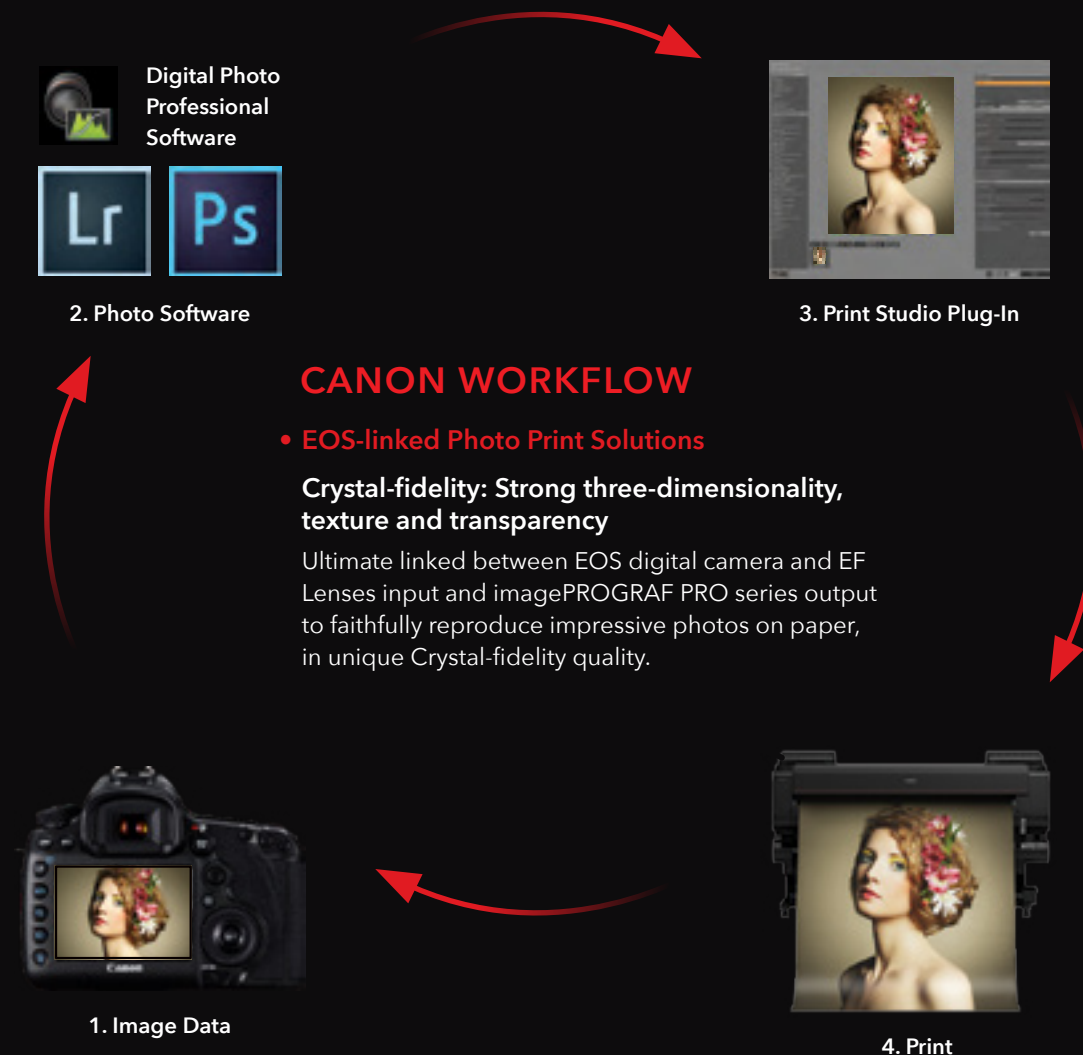 Digital Photo
Professional
Software
Lr
Ps
2. Photo Software
3. Print Studio Plug-In
CANON WORKFLOW
• EOS-linked Photo Print Solutions
Crystal-fidelity: Strong three-dimensionality,
texture and transparency
Ultimate linked between EOS digital camera and EF
Lenses input and imagePROGRAF PRO series output
to faithfully reproduce impressive photos on paper,
in unique Crystal-fidelity quality.
Canon
1. Image Data
4. Print